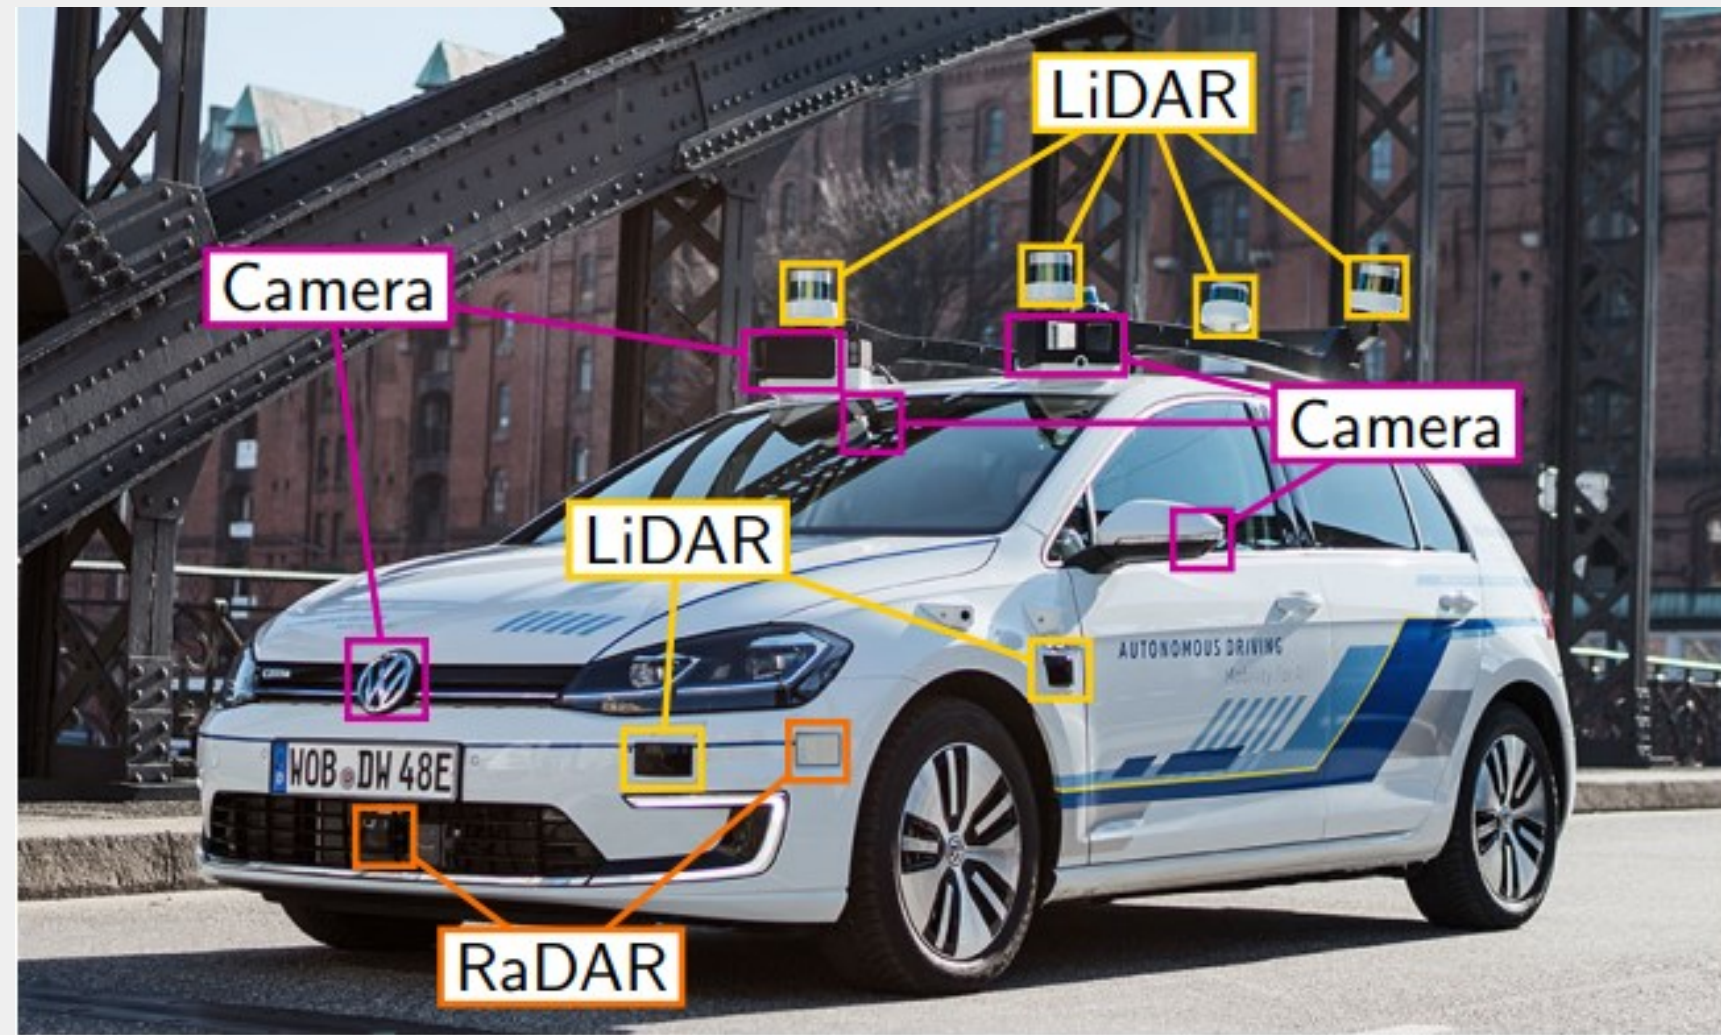 LiDAR
Camera
Camera
LiDAR
AUTONOMOUS DRIVING
WOB DW 48E
RaDAR